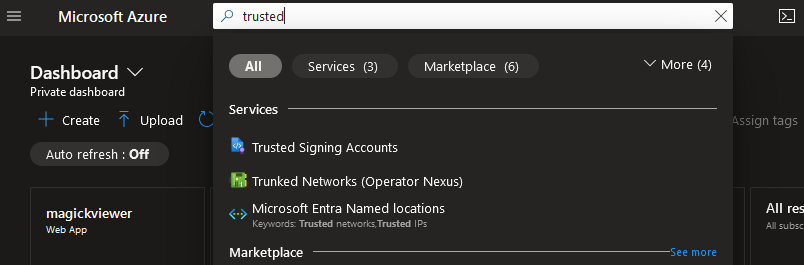 Microsoft Azure
trusted
All
Services (3)
Marketplace (6)
More (4)
Dashboard
Private dashboard
Create
Upload
Assign tags
Auto refresh : Off
Services
Trusted Signing Accounts
Trunked Networks (Operator Nexus)
Microsoft Entra Named locations
Keywords: Trusted networks,Trusted IPs
Marketplace
See more
magickviewer
Web App
All res
All subsc